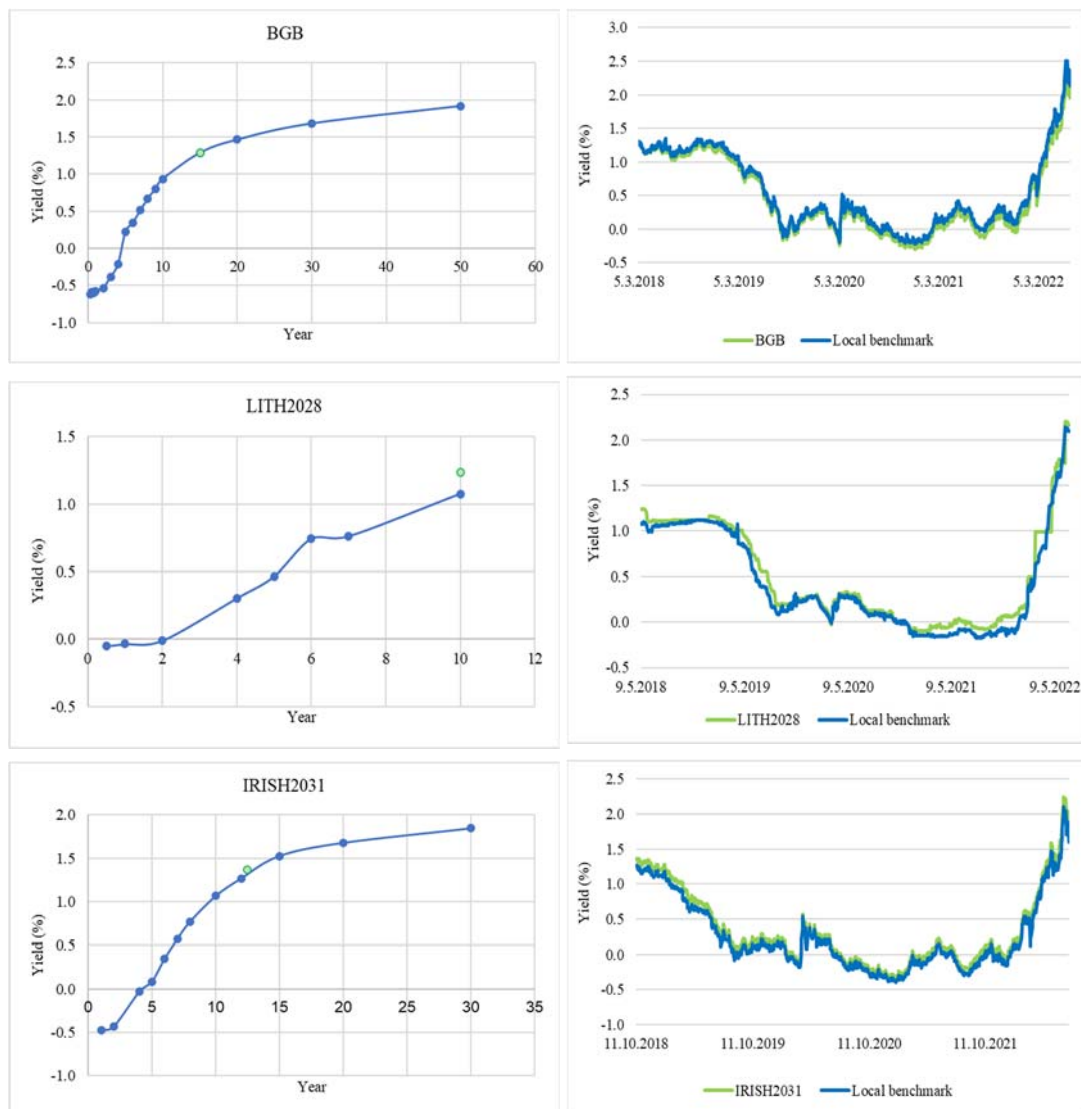 BGB
2.5
2.0
1.5
1.0
0.5
0.0
-0.5
-1.0
Yield (%)
0 10 20 30 40 50 60
Year
3.0
2.5
2.0
1.5
1.0
0.5
0.0
-0.5
Yield (%)
5.3.2018 5.3.2019 5.3.2020 5.3.2021 5.3.2022
BGB Local benchmark
LITH2028
1.5
1.0
0.5
0.0
-0.5
Yield (%)
0 2 4 6 8 10 12
Year
2.5
2.0
1.5
1.0
0.5
0.0
-0.5
Yield (%)
9.5.2018 9.5.2019 9.5.2020 9.5.2021 9.5.2022
LITH2028 Local benchmark
IRISH2031
2.0
1.5
1.0
0.5
0.0
-0.5
-1.0
Yield (%)
0 5 10 15 20 25 30 35
Year
2.5
2.0
1.5
1.0
0.5
0.0
-0.5
-1.0
Yield (%)
11.10.2018 11.10.2019 11.10.2020 11.10.2021
IRISH2031 Local benchmark